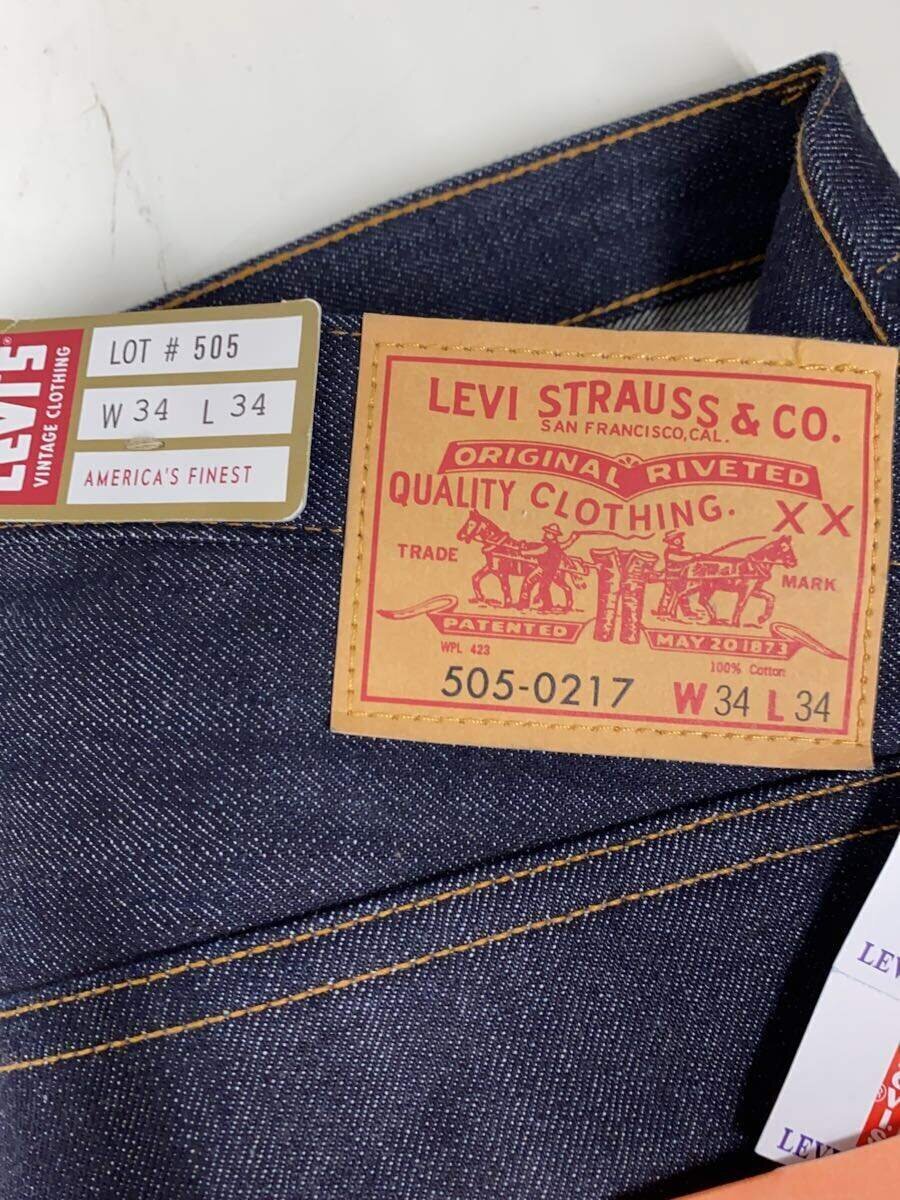 LEVI'S®
VINTAGE CLOTHING
LOT # 505
W 34 L 34
AMERICA'S FINEST
LEVI STRAUSS & CO.
SAN FRANCISCO, CAL.
ORIGINAL RIVETED
QUALITY CLOTHING.
XX
TRADE MARK
PATENTED MAY 20 1873
WPL 423
100% Cotton
505-0217 W 34 L 34